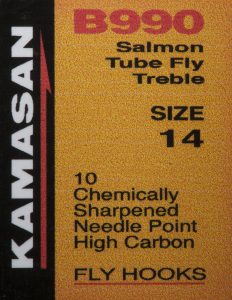 KAMASAN
B990
Salmon
Tube Fly
Treble
SIZE
14
10
Chemically
Sharpened
Needle Point
High Carbon
FLY HOOKS